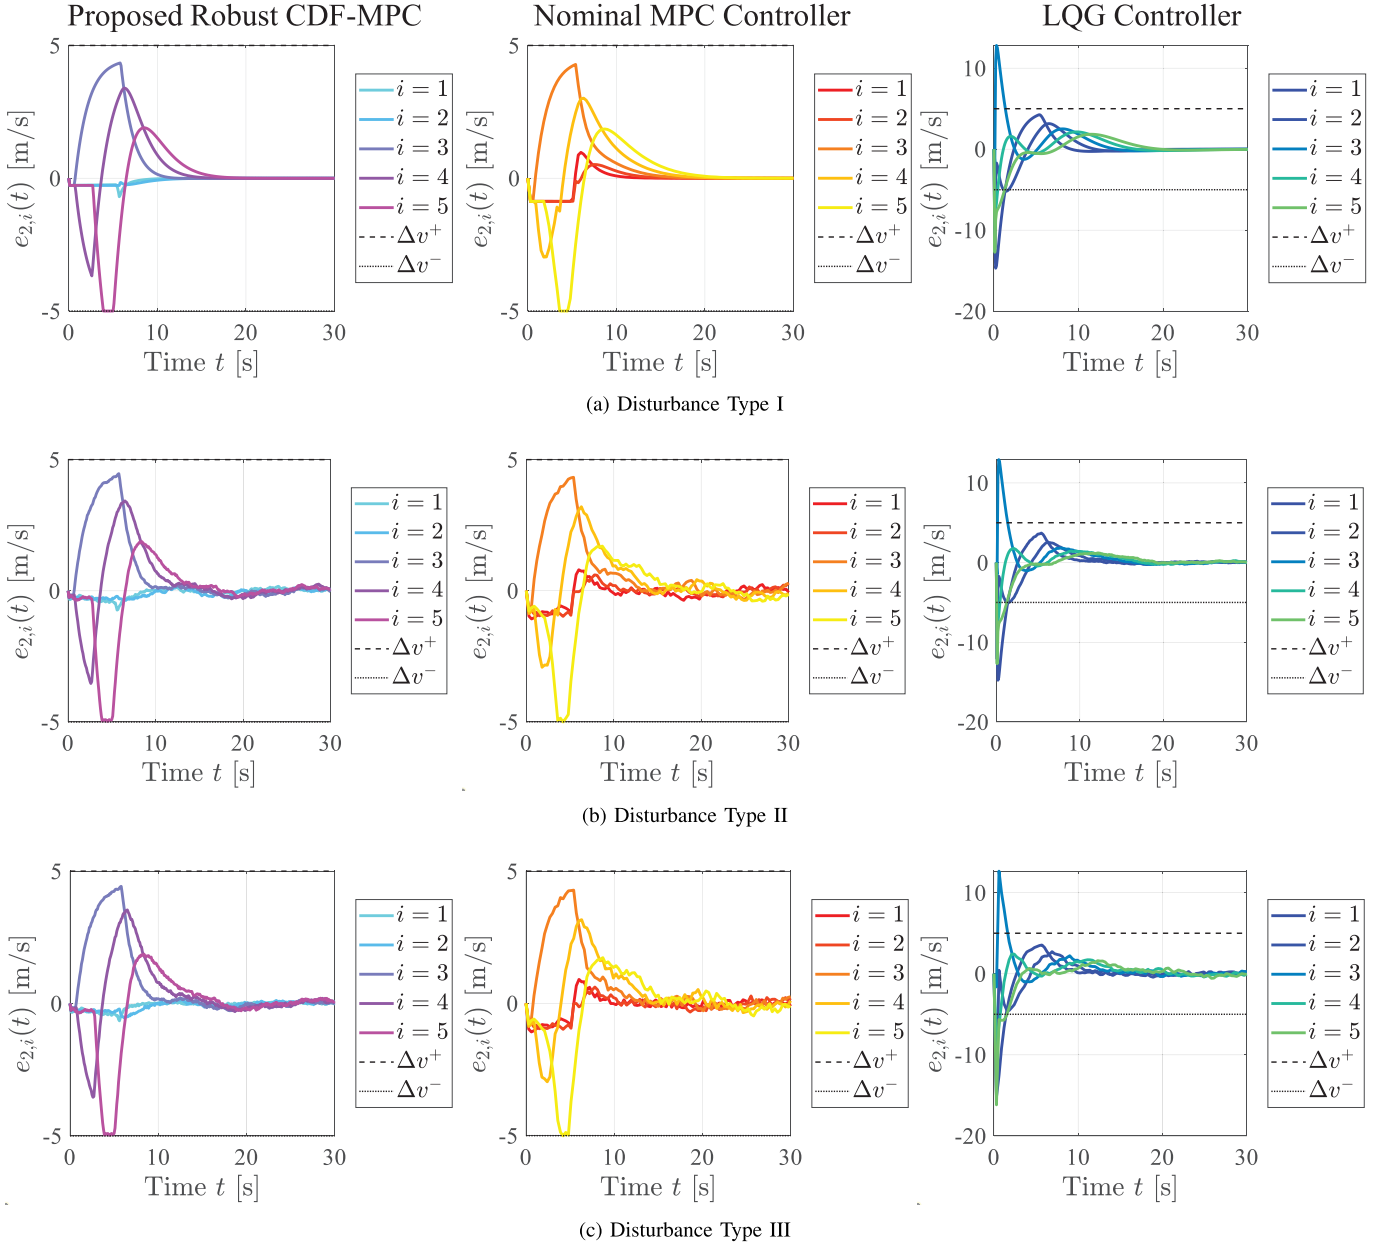 Proposed Robust CDF-MPC
Nominal MPC Controller
LQG Controller
e₂,ᵢ(t) [m/s]
5
0
-5
0 10 20 30
Time t [s]
i = 1
i = 2
i = 3
i = 4
i = 5
Δv⁺
Δv⁻
e₂,ᵢ(t) [m/s]
5
0
-5
0 10 20 30
Time t [s]
i = 1
i = 2
i = 3
i = 4
i = 5
Δv⁺
Δv⁻
e₂,ᵢ(t) [m/s]
10
0
-10
-20
0 10 20 30
Time t [s]
i = 1
i = 2
i = 3
i = 4
i = 5
Δv⁺
Δv⁻
(a) Disturbance Type I
e₂,ᵢ(t) [m/s]
5
0
-5
0 10 20 30
Time t [s]
i = 1
i = 2
i = 3
i = 4
i = 5
Δv⁺
Δv⁻
e₂,ᵢ(t) [m/s]
5
0
-5
0 10 20 30
Time t [s]
i = 1
i = 2
i = 3
i = 4
i = 5
Δv⁺
Δv⁻
e₂,ᵢ(t) [m/s]
10
0
-10
-20
0 10 20 30
Time t [s]
i = 1
i = 2
i = 3
i = 4
i = 5
Δv⁺
Δv⁻
(b) Disturbance Type II
e₂,ᵢ(t) [m/s]
5
0
-5
0 10 20 30
Time t [s]
i = 1
i = 2
i = 3
i = 4
i = 5
Δv⁺
Δv⁻
e₂,ᵢ(t) [m/s]
5
0
-5
0 10 20 30
Time t [s]
i = 1
i = 2
i = 3
i = 4
i = 5
Δv⁺
Δv⁻
e₂,ᵢ(t) [m/s]
10
0
-10
-20
0 10 20 30
Time t [s]
i = 1
i = 2
i = 3
i = 4
i = 5
Δv⁺
Δv⁻
(c) Disturbance Type III